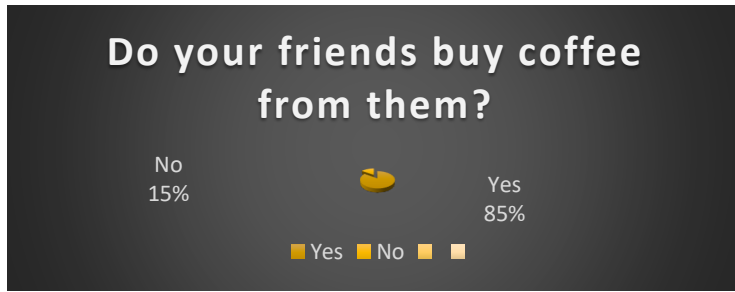 Do your friends buy coffee
from them?
No
15%
Yes
85%
Yes No